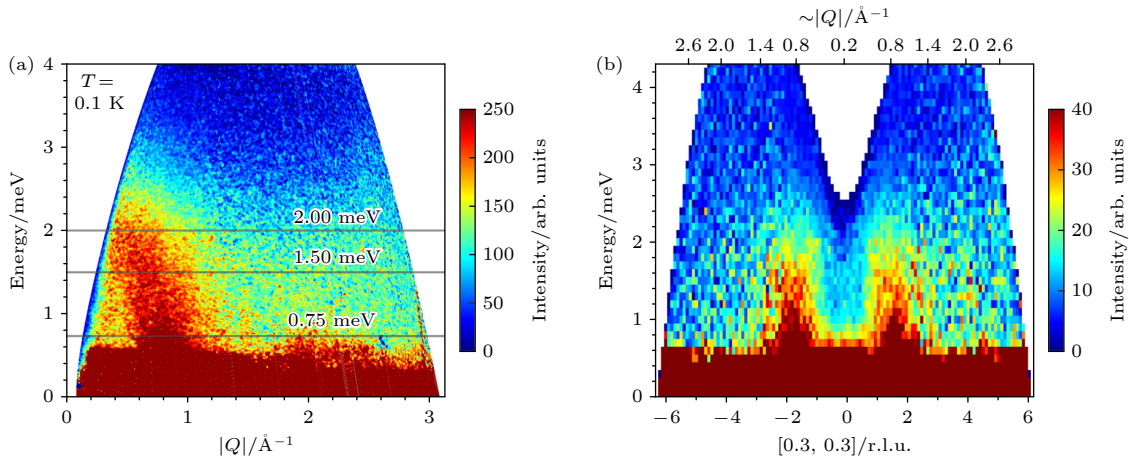 (a)
T =
0.1 K
4
3
2
1
0
Energy/meV
2.00 meV
1.50 meV
0.75 meV
0
1
2
3
|Q|/Å−1
250
200
150
100
50
0
Intensity/arb. units
(b)
∼|Q|/Å−1
2.6 2.0 1.4 0.8 0.2 0.8 1.4 2.0 2.6
4
3
2
1
0
Energy/meV
−6 −4 −2 0 2 4 6
[0.3, 0.3]/r.l.u.
40
30
20
10
0
Intensity/arb. units